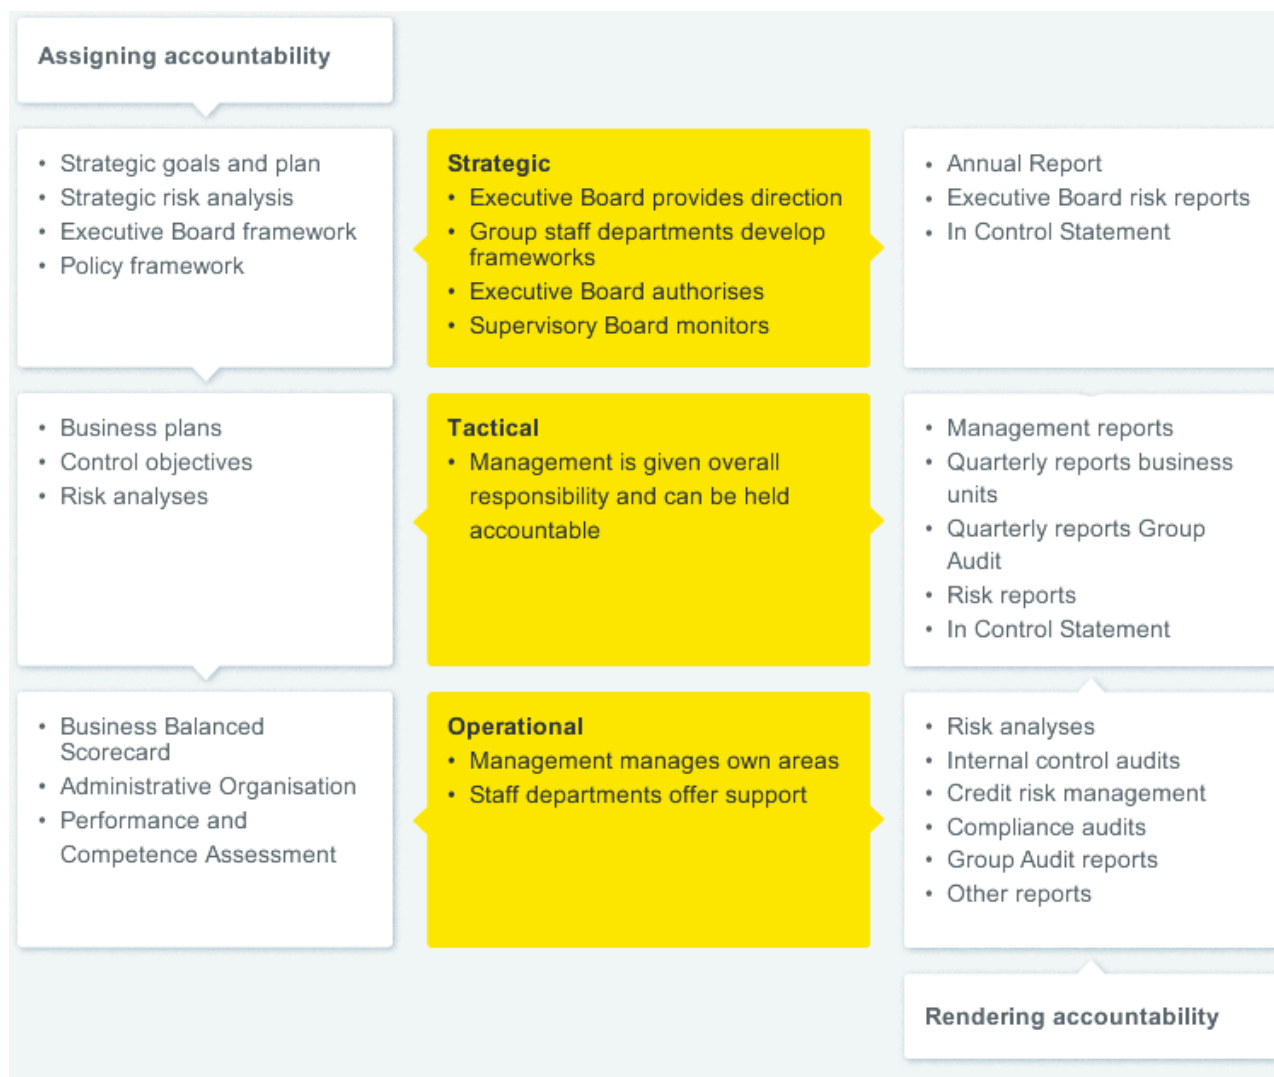 Assigning accountability
• Strategic goals and plan
• Strategic risk analysis
• Executive Board framework
• Policy framework
Strategic
• Executive Board provides direction
• Group staff departments develop
frameworks
• Executive Board authorises
• Supervisory Board monitors
• Annual Report
• Executive Board risk reports
• In Control Statement
• Business plans
• Control objectives
• Risk analyses
Tactical
• Management is given overall
responsibility and can be held
accountable
• Management reports
• Quarterly reports business
units
• Quarterly reports Group
Audit
• Risk reports
• In Control Statement
• Business Balanced
Scorecard
• Administrative Organisation
• Performance and
Competence Assessment
Operational
• Management manages own areas
• Staff departments offer support
• Risk analyses
• Internal control audits
• Credit risk management
• Compliance audits
• Group Audit reports
• Other reports
Rendering accountability